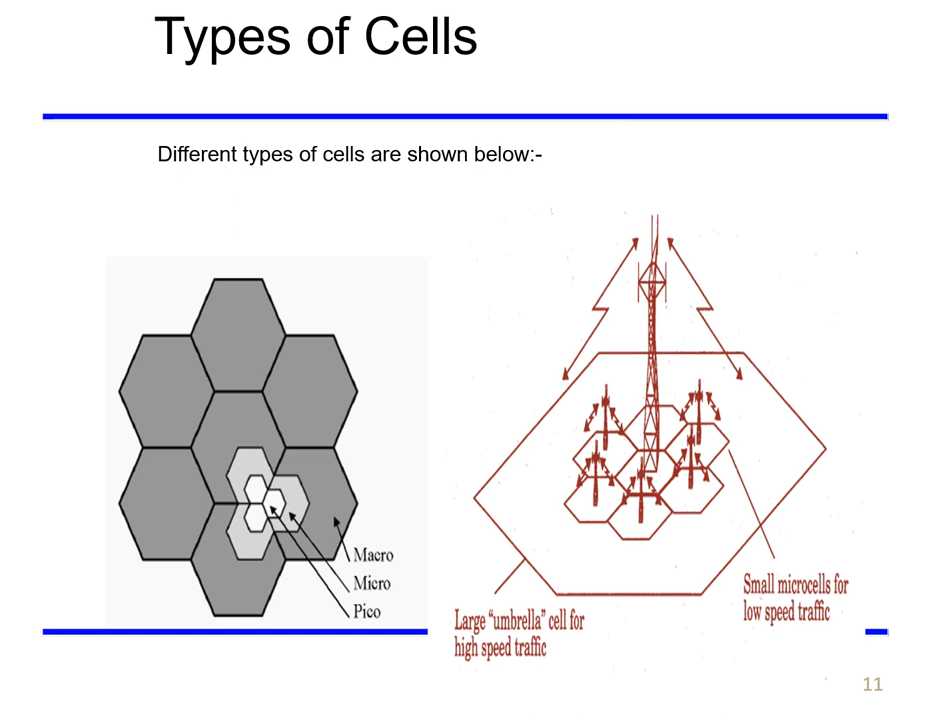 Types of Cells
Different types of cells are shown below:-
Macro
Micro
Pico
Large “umbrella” cell for
high speed traffic
Small microcells for
low speed traffic
11